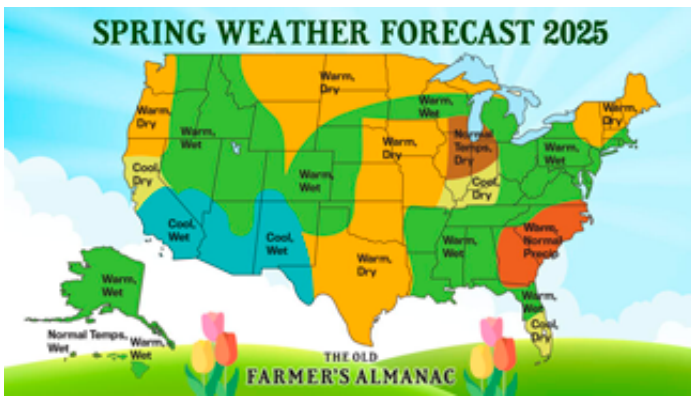 SPRING WEATHER FORECAST 2025
Warm,
Dry
Warm,
Wet
Warm,
Dry
Warm,
Wet
Normal
Temps,
Dry
Warm,
Dry
Warm,
Dry
Warm,
Wet
Cool,
Dry
Warm,
Wet
Cool,
Dry
Cool,
Wet
Cool,
Wet
Warm,
Dry
Warm,
Wet
Warm,
Normal
Precip
Warm,
Wet
Cool,
Dry
Warm,
Wet
Normal Temps,
Wet
Warm,
Wet
THE OLD
FARMER'S ALMANAC